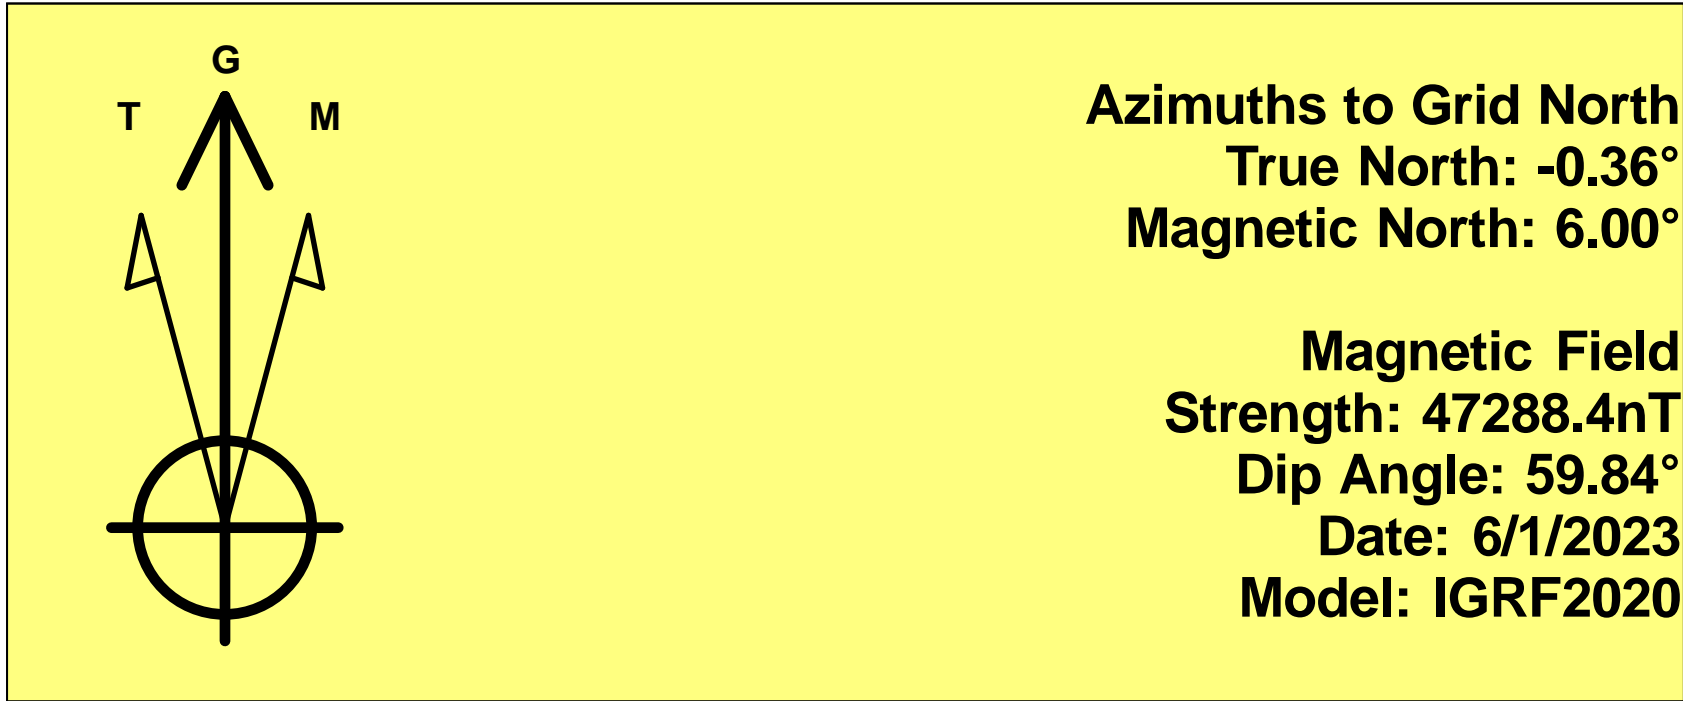 G
T M
Azimuths to Grid North
True North: -0.36°
Magnetic North: 6.00°
Magnetic Field
Strength: 47288.4nT
Dip Angle: 59.84°
Date: 6/1/2023
Model: IGRF2020